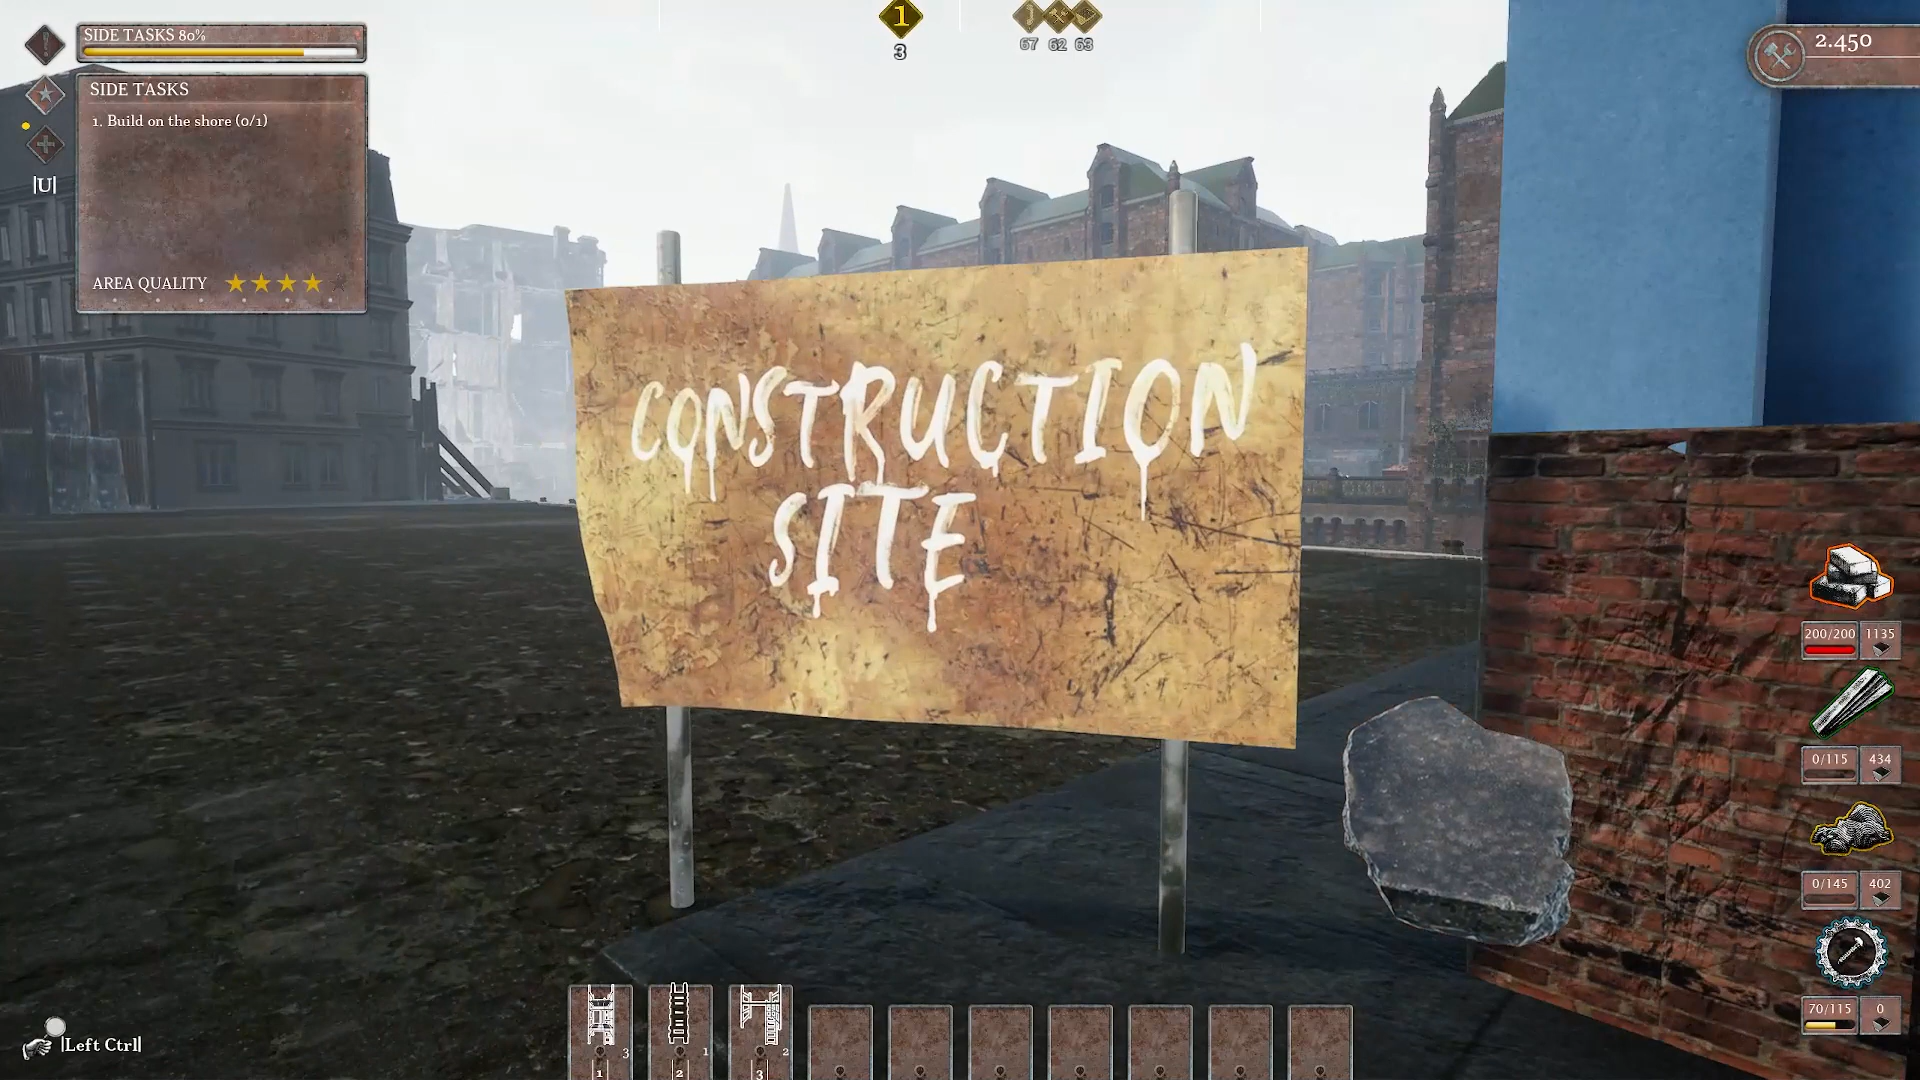 SIDE TASKS 80%
SIDE TASKS
1. Build on the shore (0/1)
|U|
AREA QUALITY
1
3
67 62 63
2.450
CONSTRUCTION
SITE
200/200 1135
0/115 434
0/145 402
70/115 0
|Left Ctrl|
3 1 2
|1| |2| |3|